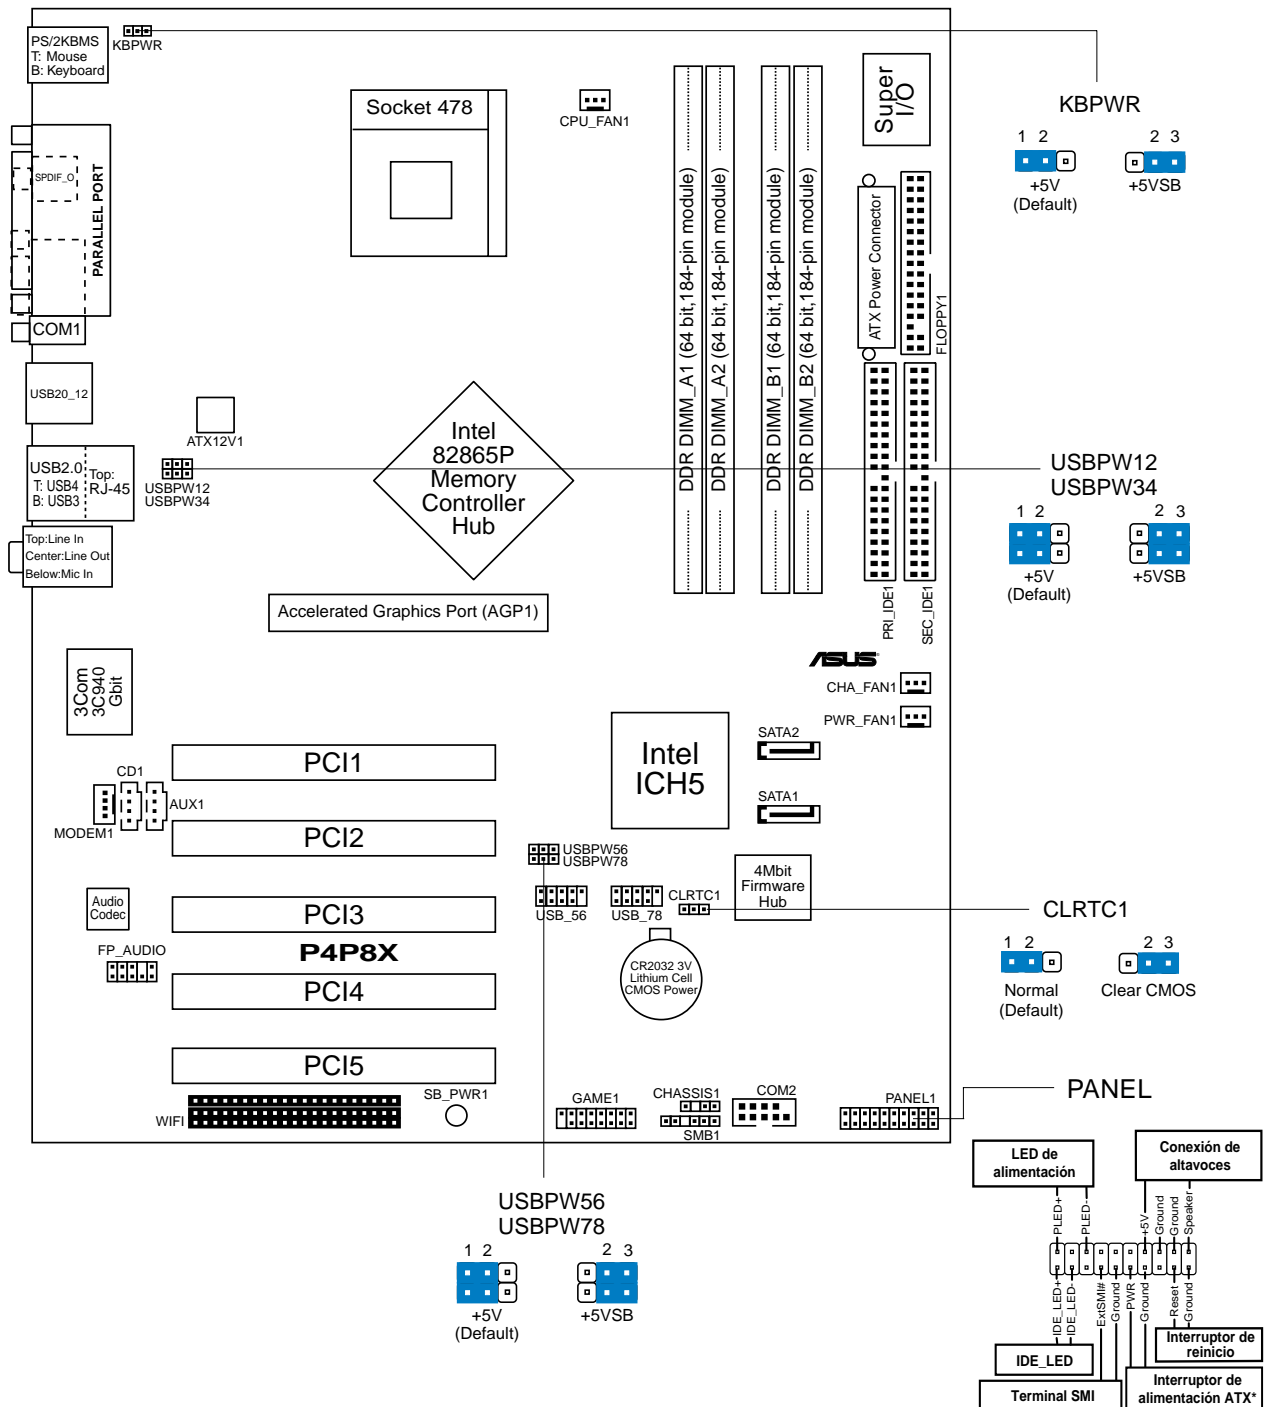 PS/2KBMS
T: Mouse
B: Keyboard
KBPWR
Socket 478
CPU_FAN1
Super
I/O
KBPWR
1 2
+5V
(Default)
2 3
+5VSB
SPDIF_O
PARALLEL PORT
COM1
DDR DIMM_A1 (64 bit,184-pin module)
DDR DIMM_A2 (64 bit,184-pin module)
DDR DIMM_B1 (64 bit,184-pin module)
DDR DIMM_B2 (64 bit,184-pin module)
ATX Power Connector
FLOPPY1
USB20_12
ATX12V1
Intel
82865P
Memory
Controller
Hub
USB2.0
T: USB4
B: USB3
Top:
RJ-45
USBPW12
USBPW34
USBPW12
USBPW34
1 2
+5V
(Default)
2 3
+5VSB
Top:Line In
Center:Line Out
Below:Mic In
Accelerated Graphics Port (AGP1)
PRI_IDE1
SEC_IDE1
ASUS
CHA_FAN1
PWR_FAN1
3Com
3C940
Gbit
Intel
ICH5
SATA2
SATA1
PCI1
CD1
AUX1
MODEM1
PCI2
USBPW56
USBPW78
4Mbit
Firmware
Hub
Audio
Codec
PCI3
USB_56
USB_78
CLRTC1
CLRTC1
1 2
Normal
(Default)
2 3
Clear CMOS
P4P8X
FP_AUDIO
PCI4
CR2032 3V
Lithium Cell
CMOS Power
PCI5
SB_PWR1
WIFI
GAME1
CHASSIS1
SMB1
COM2
PANEL1
PANEL
USBPW56
USBPW78
1 2
+5V
(Default)
2 3
+5VSB
LED de
alimentación
Conexión de
altavoces
PLED+
PLED-
+5V
Ground
Ground
Speaker
IDE_LED+
IDE_LED-
ExtSMI#
Ground
PWR
Ground
Reset
Ground
Interruptor de
reinicio
IDE_LED
Terminal SMI
Interruptor de
alimentación ATX*